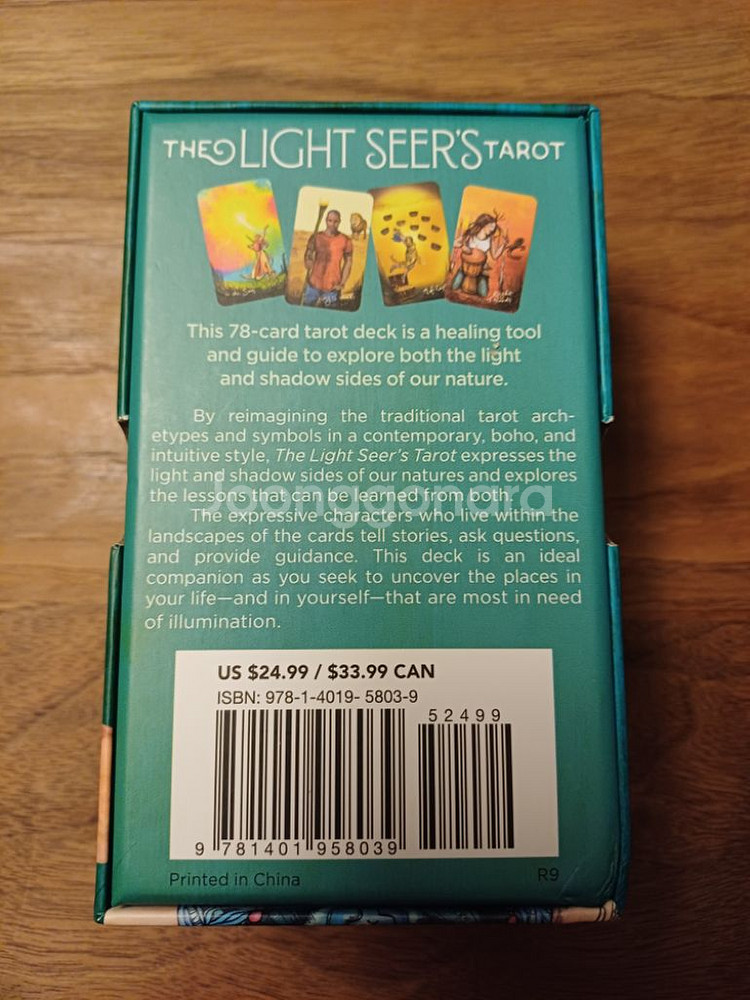 THE LIGHT SEER'S TAROT
This 78-card tarot deck is a healing tool
and guide to explore both the light
and shadow sides of our nature.
By reimagining the traditional tarot arch-
etypes and symbols in a contemporary, boho, and
intuitive style, The Light Seer's Tarot expresses the
light and shadow sides of our natures and explores
the lessons that can be learned from both.
Joonggonara
The expressive characters who live within the
landscapes of the cards tell stories, ask questions,
and provide guidance. This deck is an ideal
companion as you seek to uncover the places in
your life—and in yourself—that are most in need
of illumination.
US $24.99 / $33.99 CAN
ISBN: 978-1-4019- 5803-9
52499
9 781401 958039
Printed in China
R9